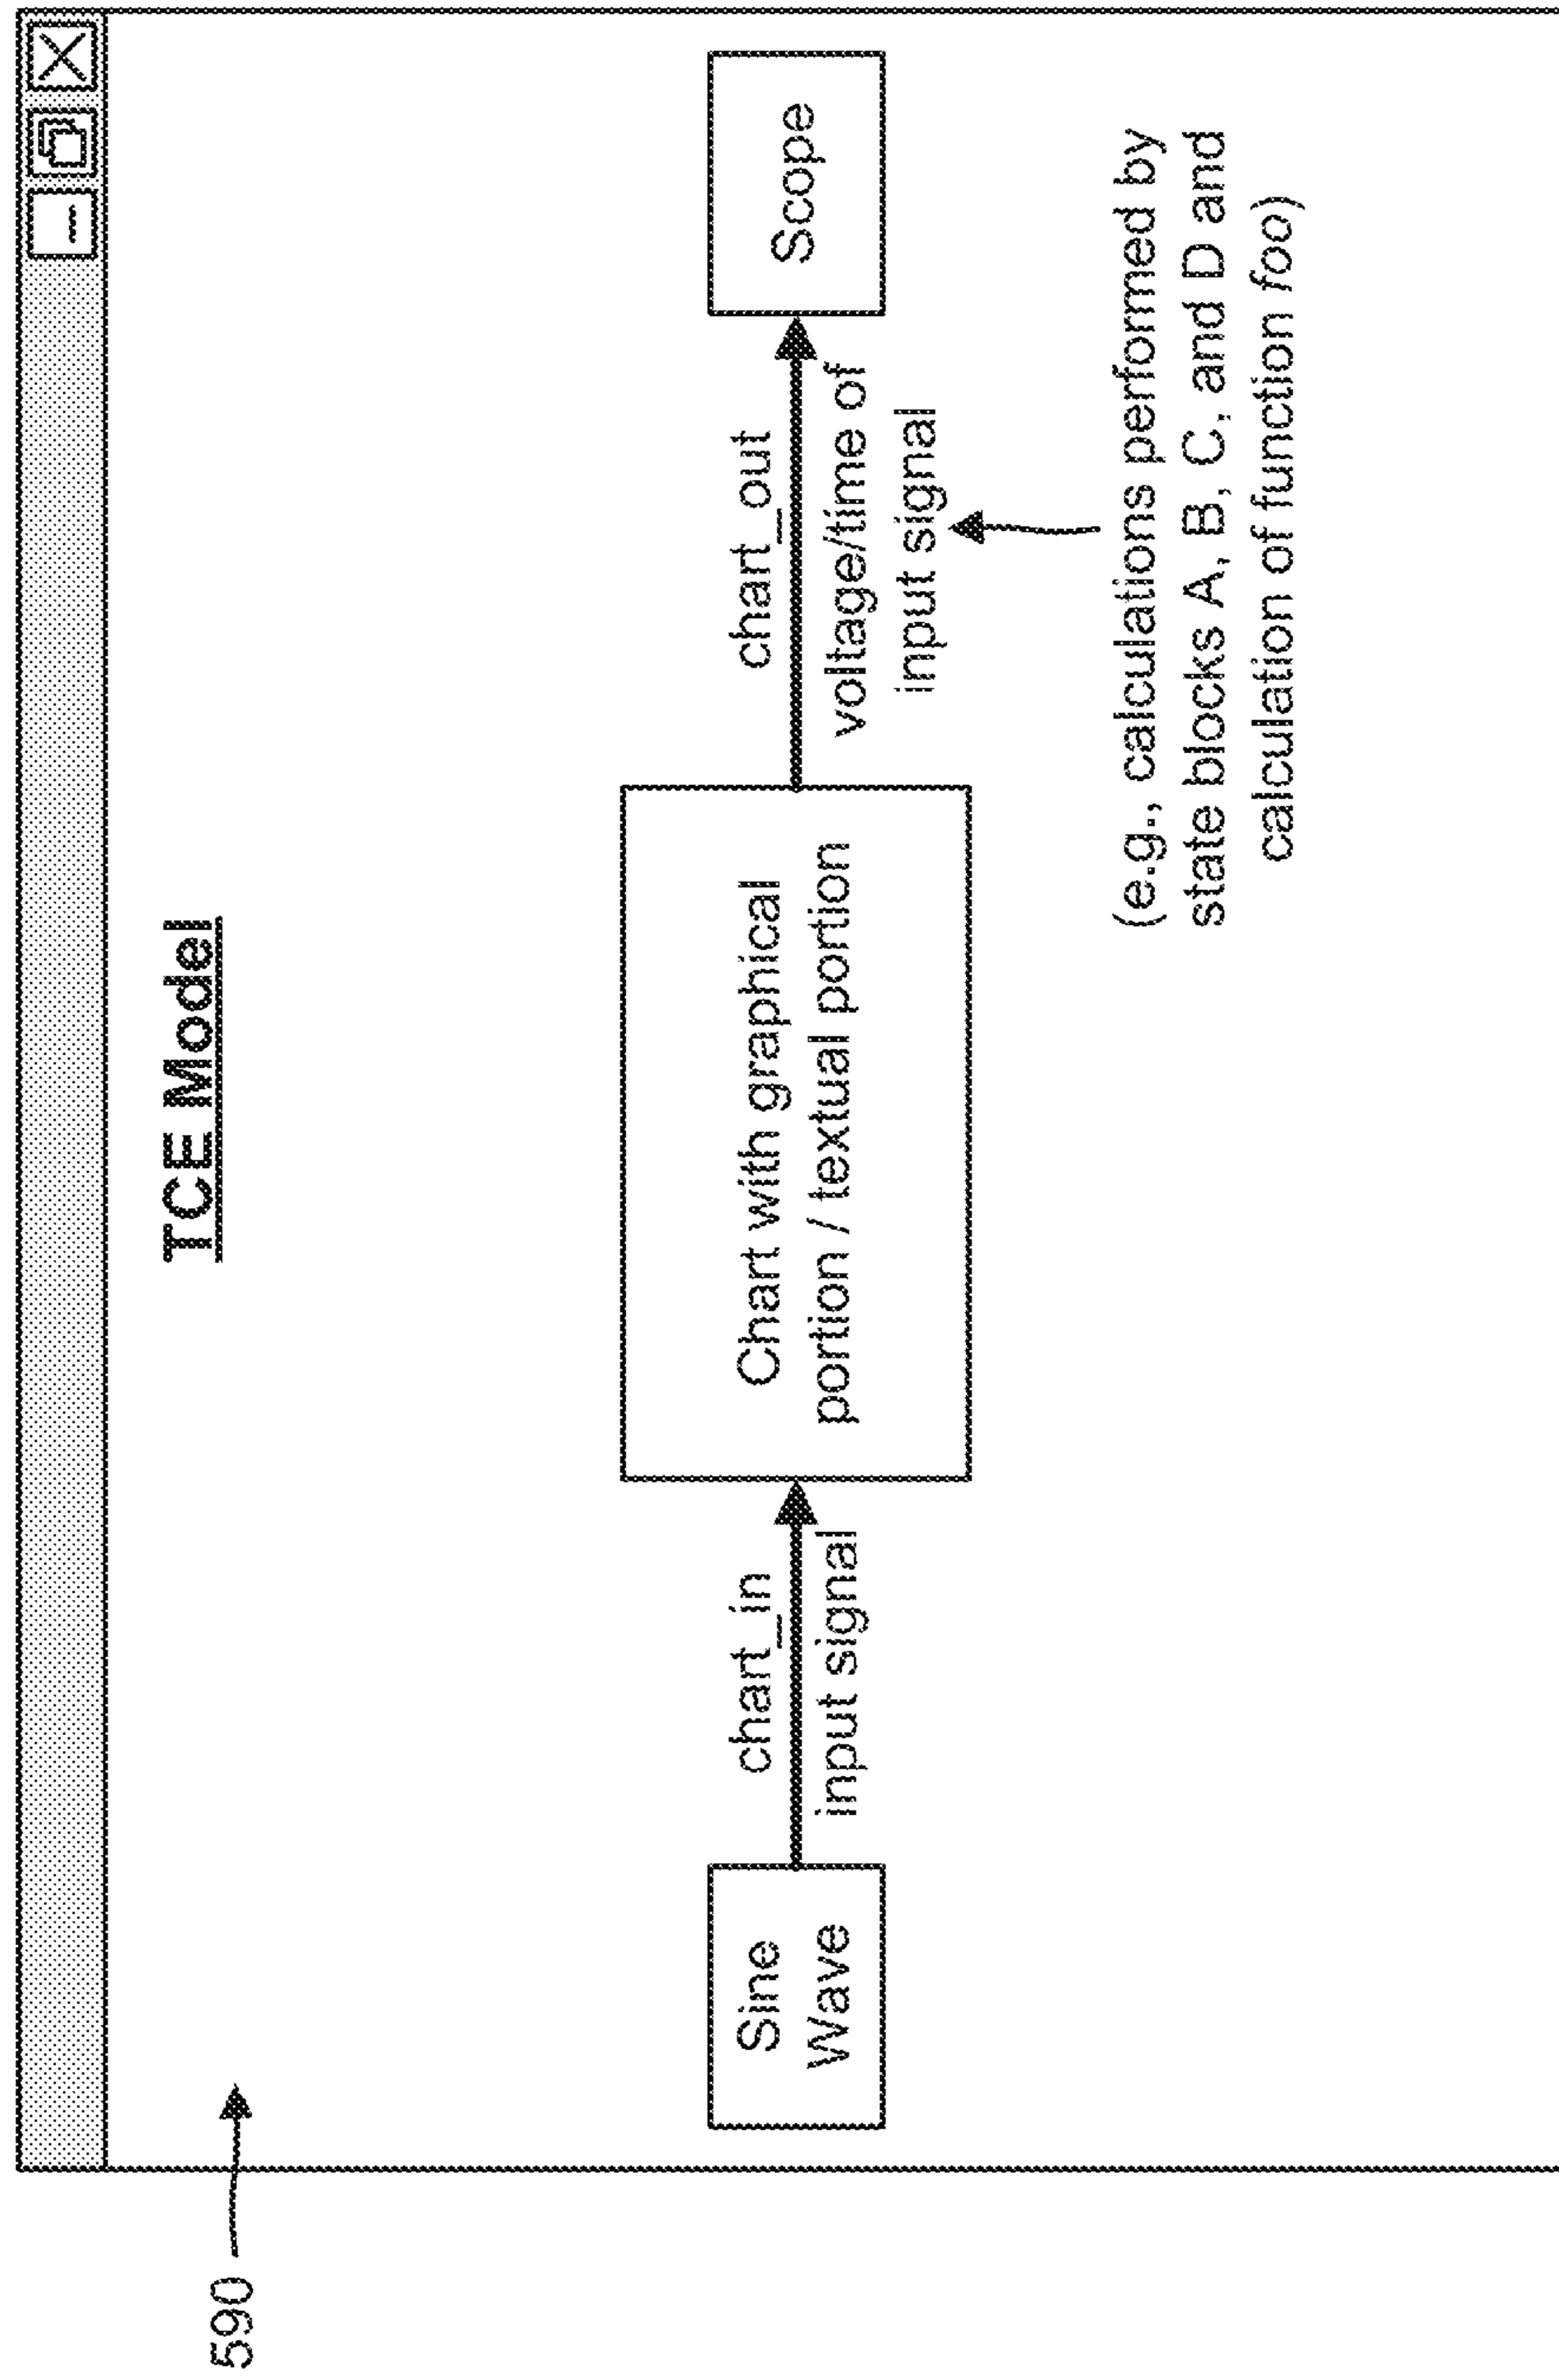 590
TCE Model
Sine
Wave
chart_in
input signal
Chart with graphical
portion / textual portion
chart_out
voltage/time of
input signal
Scope
(e.g., calculations performed by
state blocks A, B, C, and D and
calculation of function foo)